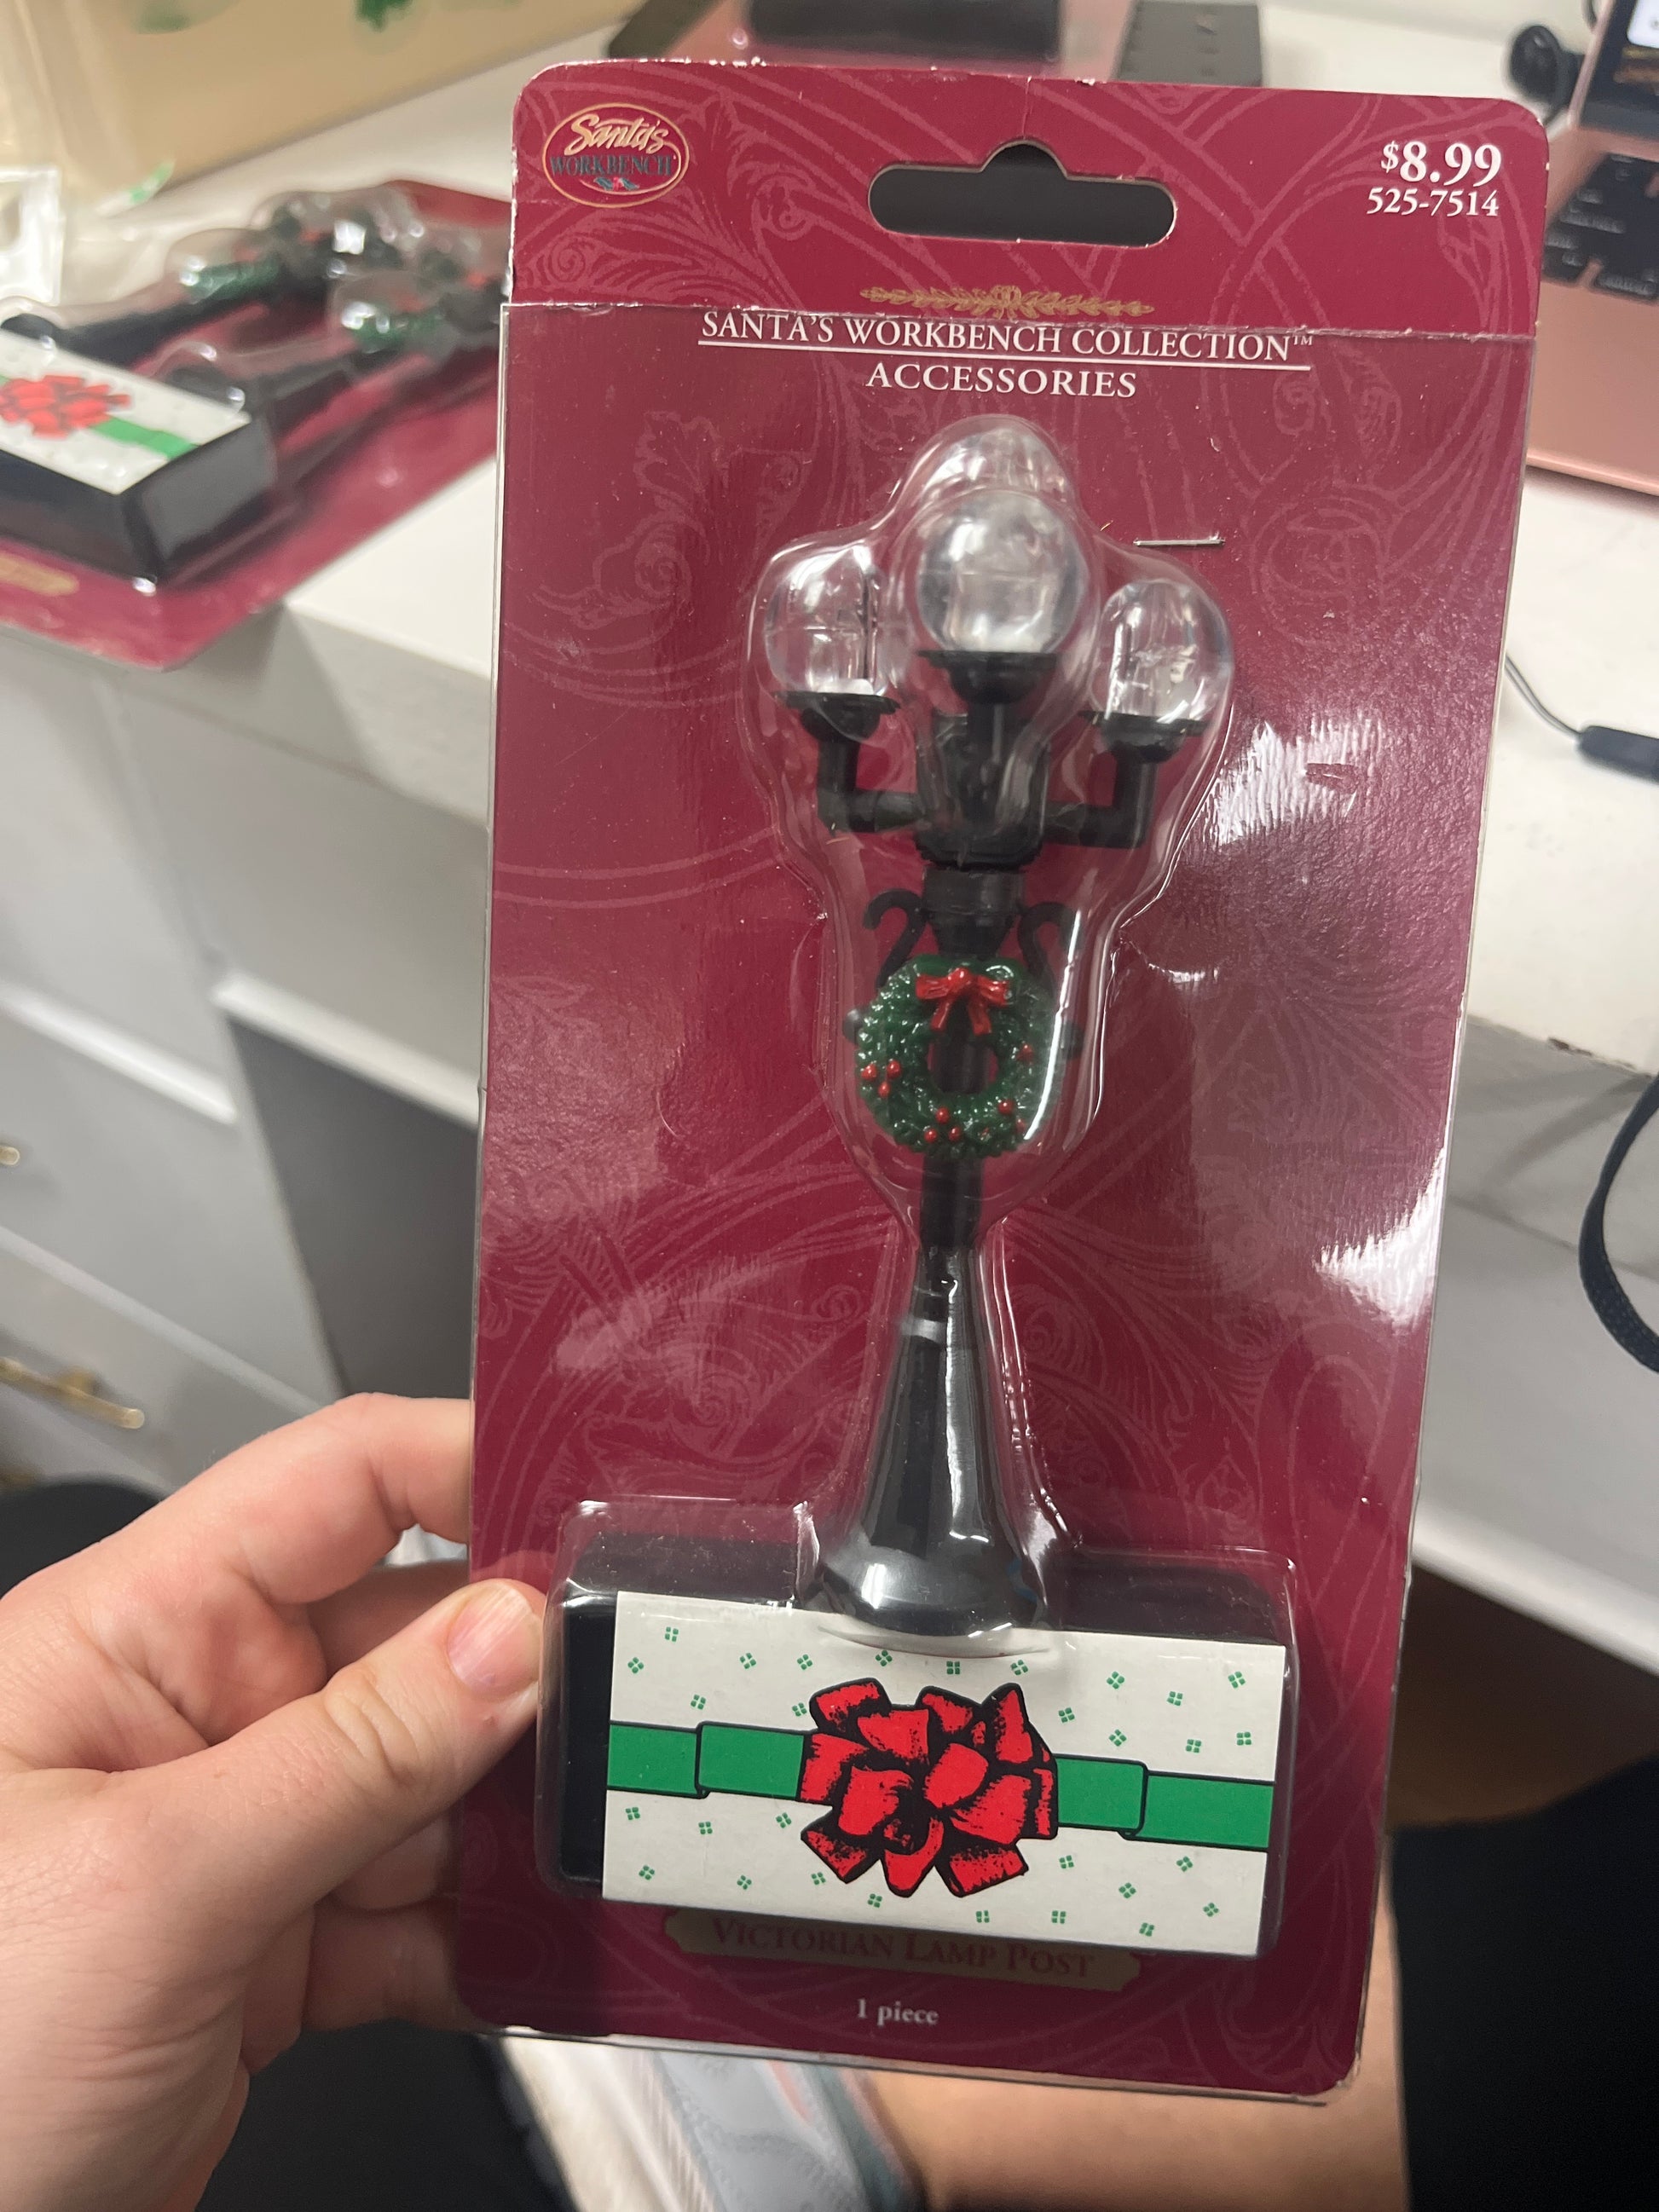 Santa's
WORKBENCH
$8.99
525-7514
SANTA'S WORKBENCH COLLECTION™
ACCESSORIES
VICTORIAN LAMP POST
1 piece